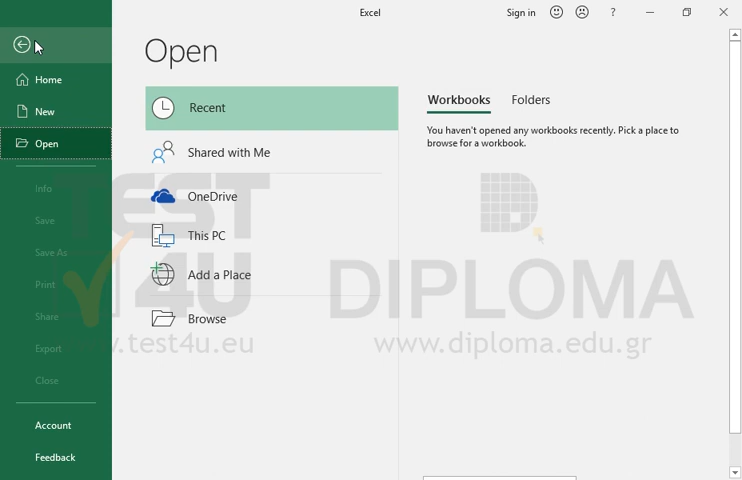 Excel
Sign in
?
Open
Home
New
Open
Info
Save
Save As
Print
Share
Export
Close
Account
Feedback
Recent
Shared with Me
OneDrive
This PC
Add a Place
Browse
Workbooks Folders
You haven't opened any workbooks recently. Pick a place to
browse for a workbook.
TEST
4U
www.test4u.eu
DIPLOMA
www.diploma.edu.gr